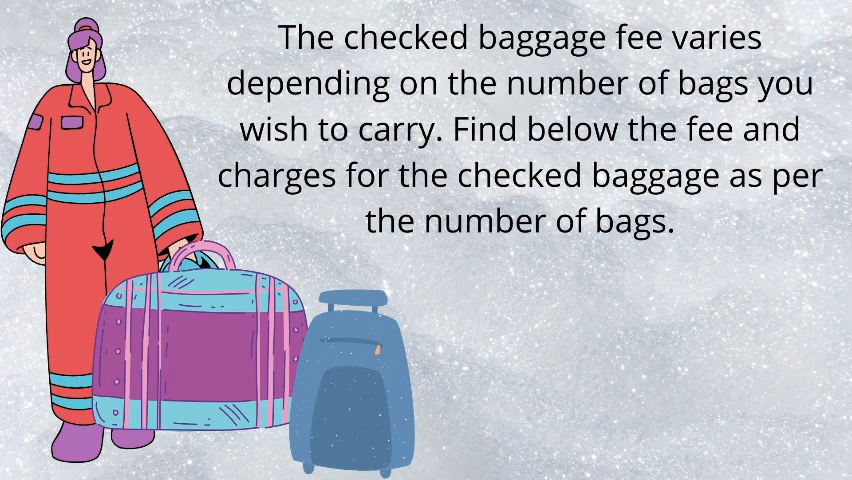 The checked baggage fee varies
depending on the number of bags you
wish to carry. Find below the fee and
charges for the checked baggage as per
the number of bags.